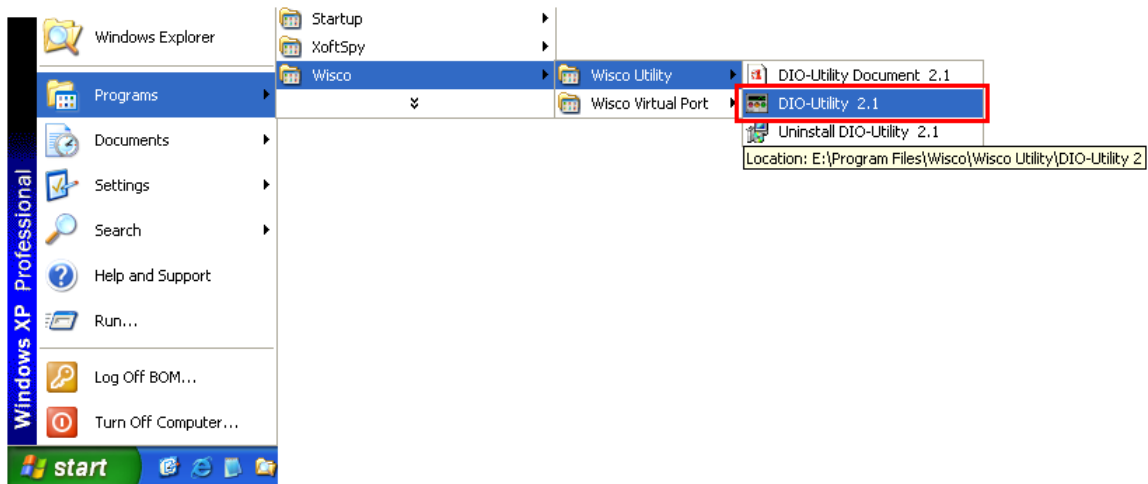 Windows XP Professional
Windows Explorer
Programs
Documents
Settings
Search
Help and Support
Run...
Log Off BOM...
Turn Off Computer...
start
Startup
XoftSpy
Wisco
Wisco Utility
Wisco Virtual Port
DIO-Utility Document 2.1
DIO-Utility 2.1
Uninstall DIO-Utility 2.1
Location: E:\Program Files\Wisco\Wisco Utility\DIO-Utility 2